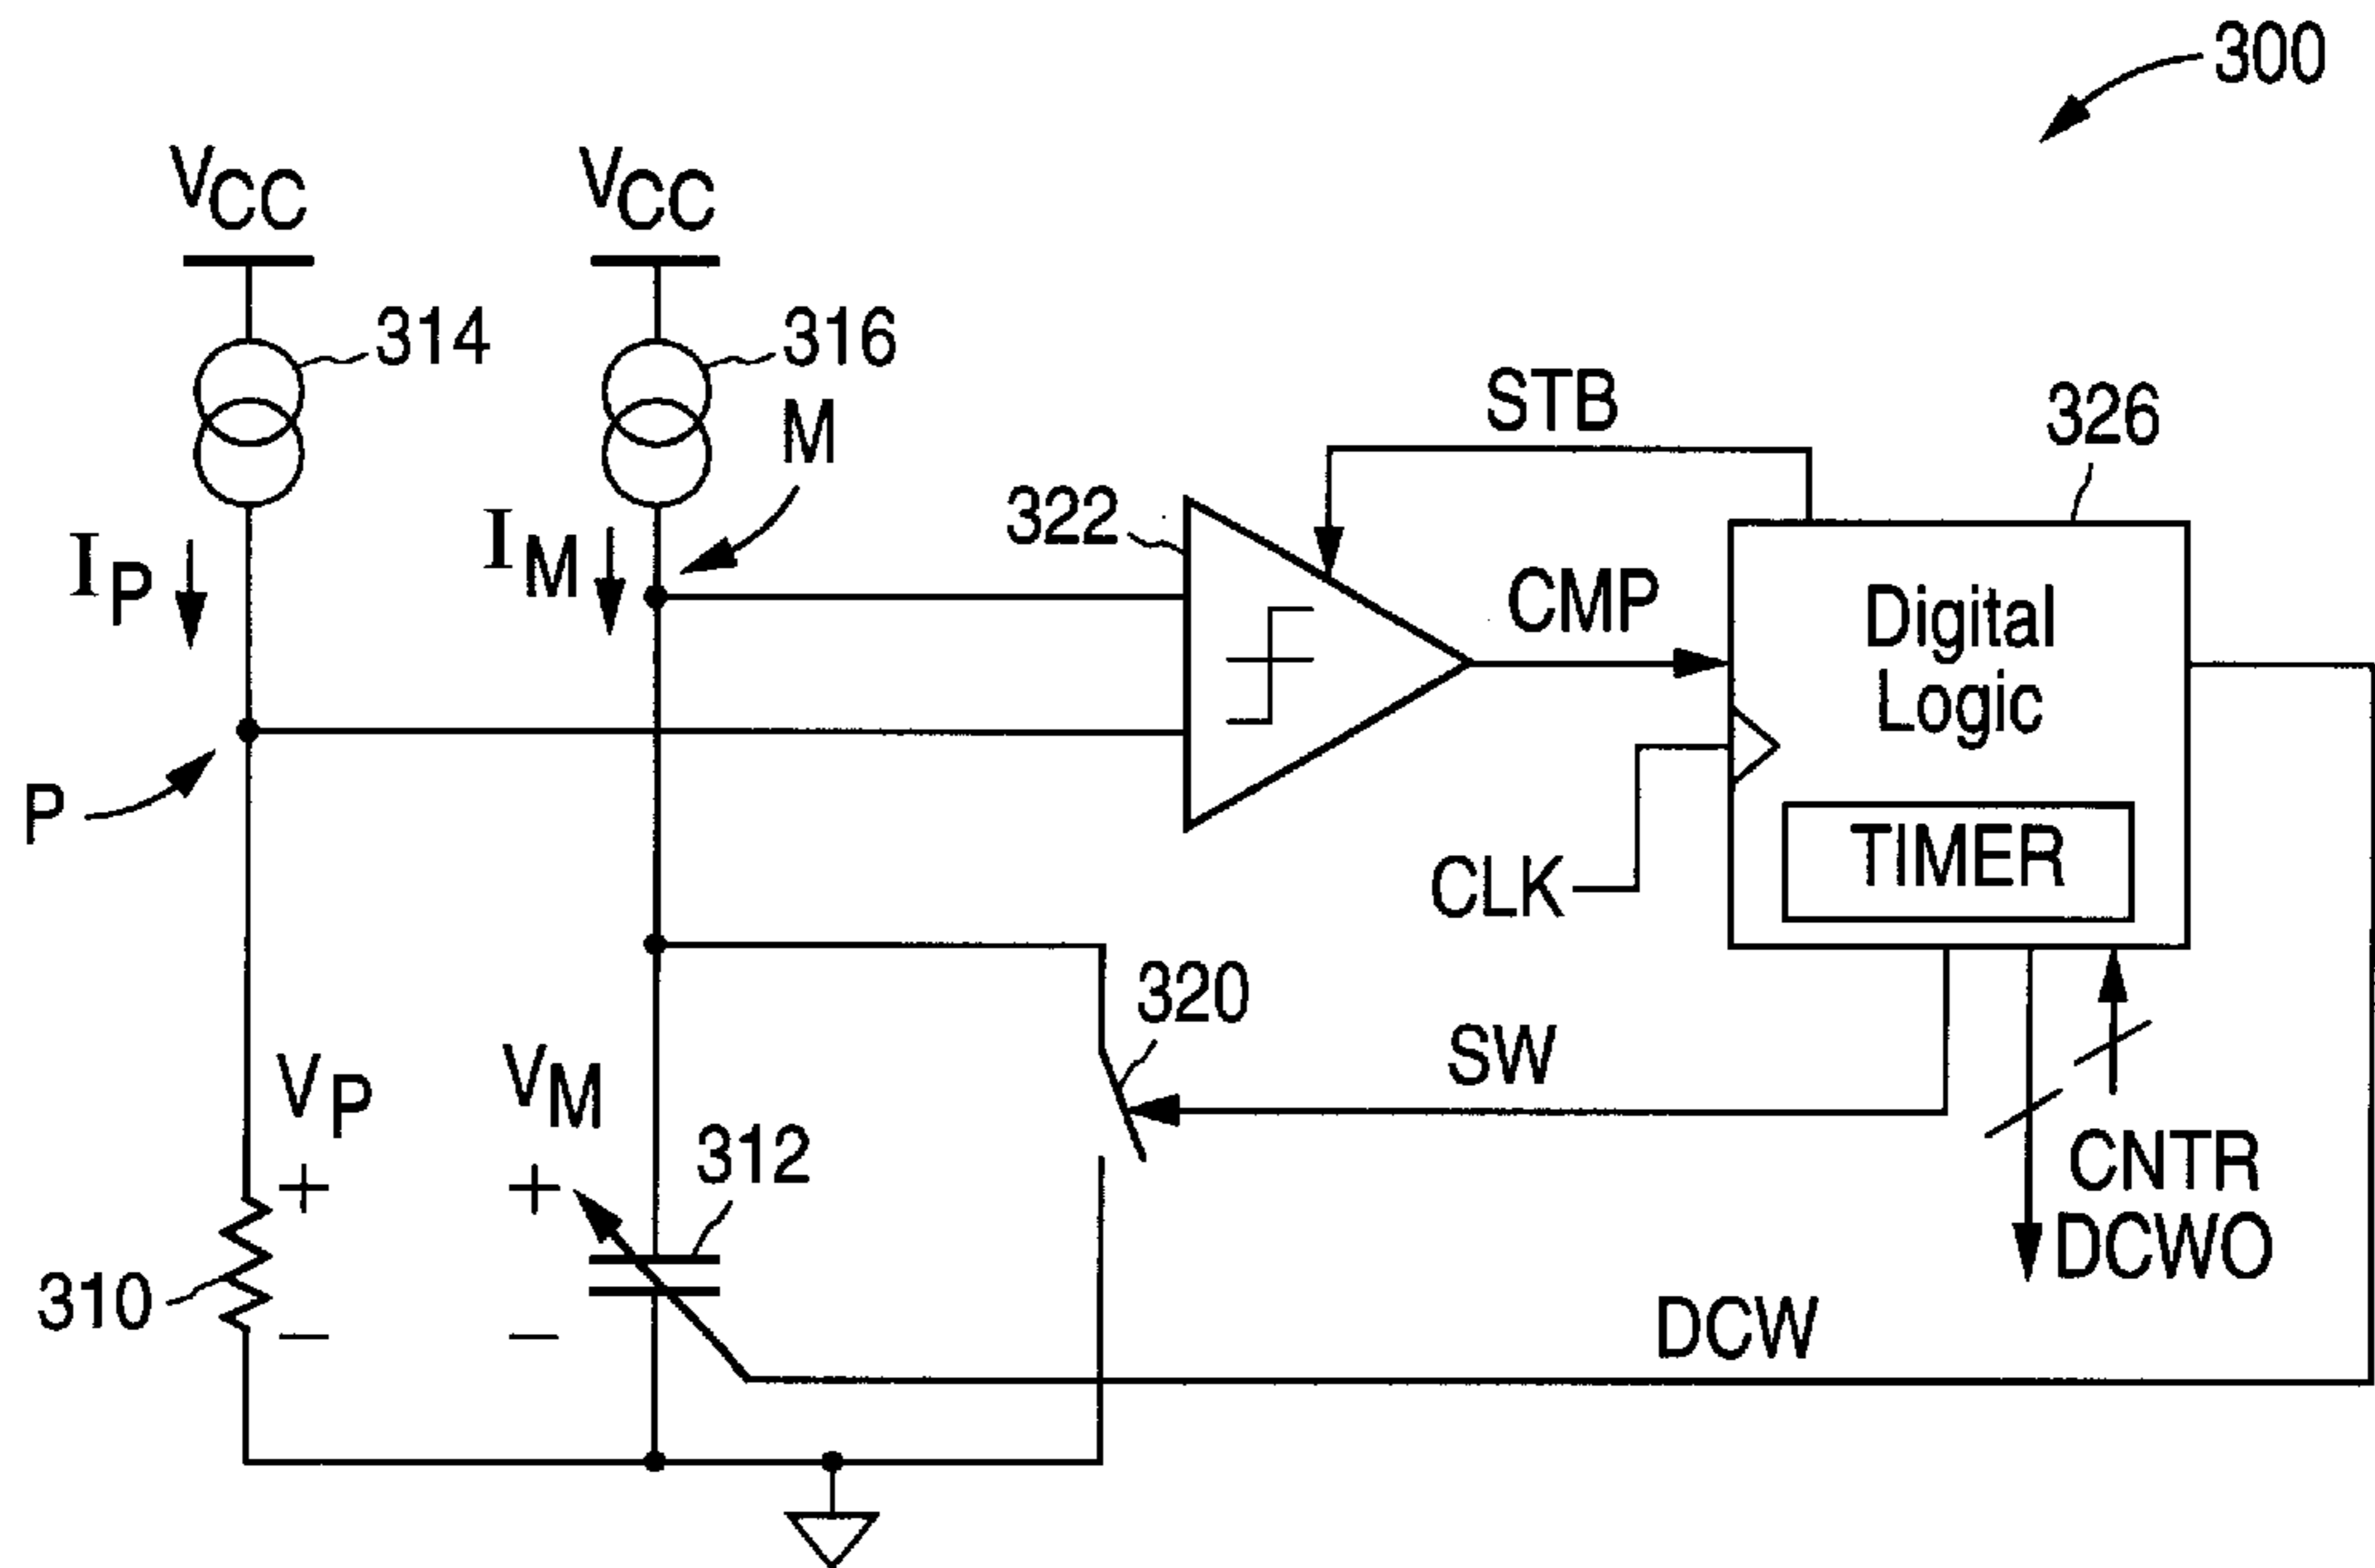 300
VCC
VCC
314
316
M
STB
326
322
IP
IM
CMP
Digital
Logic
P
TIMER
CLK
320
SW
VP
VM
+
+
312
CNTR
DCWO
310
−
−
DCW